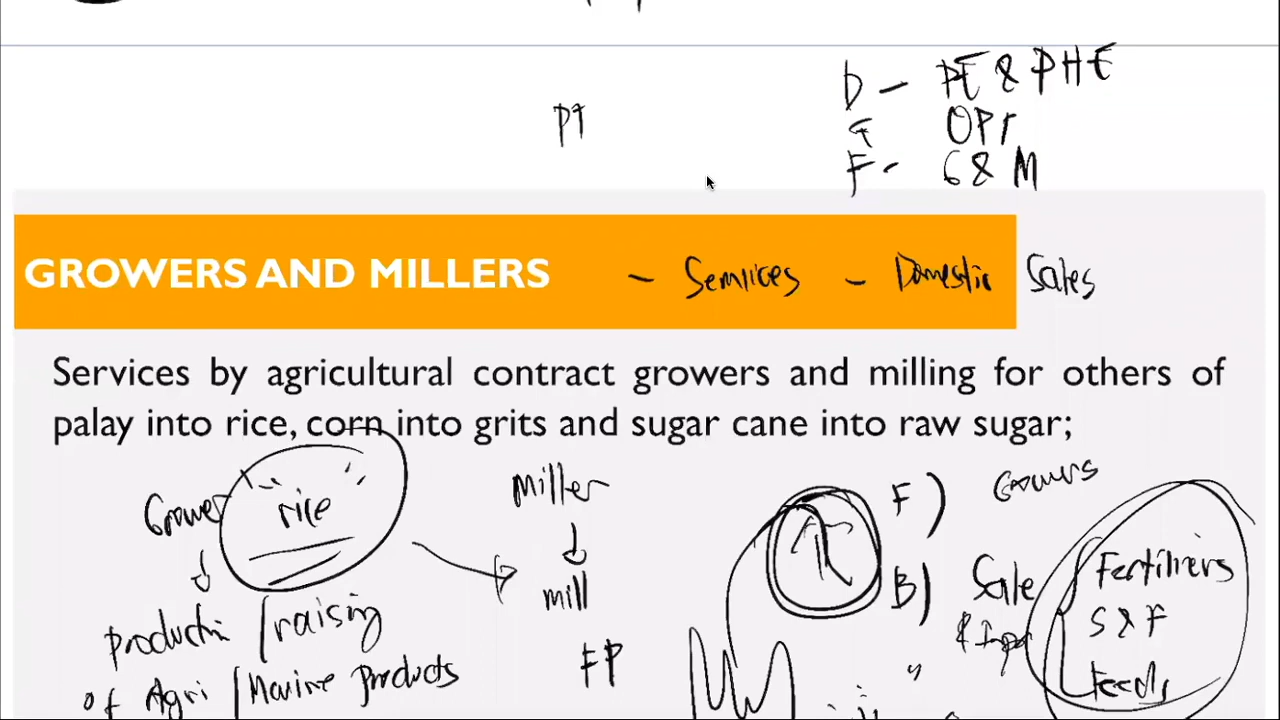 D - PE & PHE
PT
G OPT
F - G & M
GROWERS AND MILLERS - Services - Domestic Sales
Services by agricultural contract growers and milling for others of
palay into rice, corn into grits and sugar cane into raw sugar;
Grower rice Miller F) Growers
mill B) Sale Fertilizers
& Impo S & F
Production / raising FP Feeds
of Agri / Marine Products "